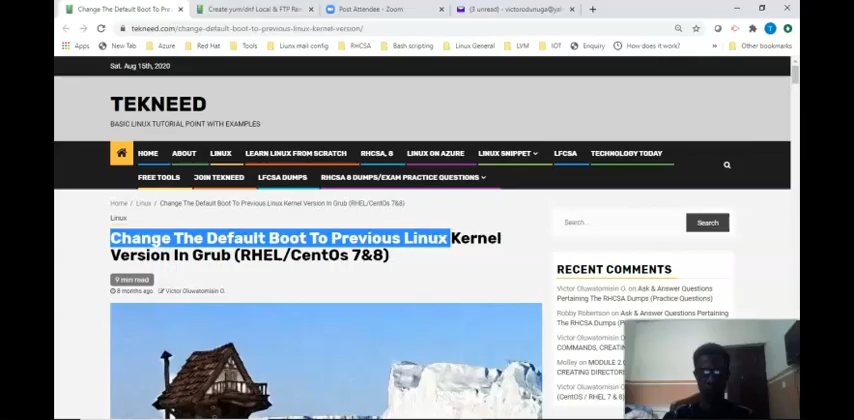 Change The Default Boot To Pre
Create yum/dnf Local & FTP Re
Post Attendee - Zoom
(3 unread) - victorodunuga@ya
tekneed.com/change-default-boot-to-previous-linux-kernel-version/
Apps
New Tab
Azure
Red Hat
Tools
Liunx mail config
RHCSA
Bash scripting
Linux General
LVM
IOT
Enquiry
How does it work?
Other bookmarks
Sat. Aug 15th, 2020
TEKNEED
BASIC LINUX TUTORIAL POINT WITH EXAMPLES
HOME ABOUT LINUX LEARN LINUX FROM SCRATCH RHCSA, 8 LINUX ON AZURE LINUX SNIPPET LFCSA TECHNOLOGY TODAY
FREE TOOLS JOIN TEKNEED LFCSA DUMPS RHCSA 8 DUMPS/EXAM PRACTICE QUESTIONS
Home / Linux / Change The Default Boot To Previous Linux Kernel Version In Grub (RHEL/CentOs 7&8)
Linux
Change The Default Boot To Previous Linux Kernel
Version In Grub (RHEL/CentOs 7&8)
9 min read
8 months ago Victor Oluwatomisin O.
Search...
Search
RECENT COMMENTS
Victor Oluwatomisin O. on Ask & Answer Questions
Pertaining The RHCSA Dumps (Practice Questions)
Robby Robertson on Ask & Answer Questions Pertaining
The RHCSA Dumps
Victor Oluwatomisin O.
COMMANDS,
Molley on MODULE 2.
CREATING
Victor Oluwatomisin O.
(CentOs / RHEL 7 & 8)